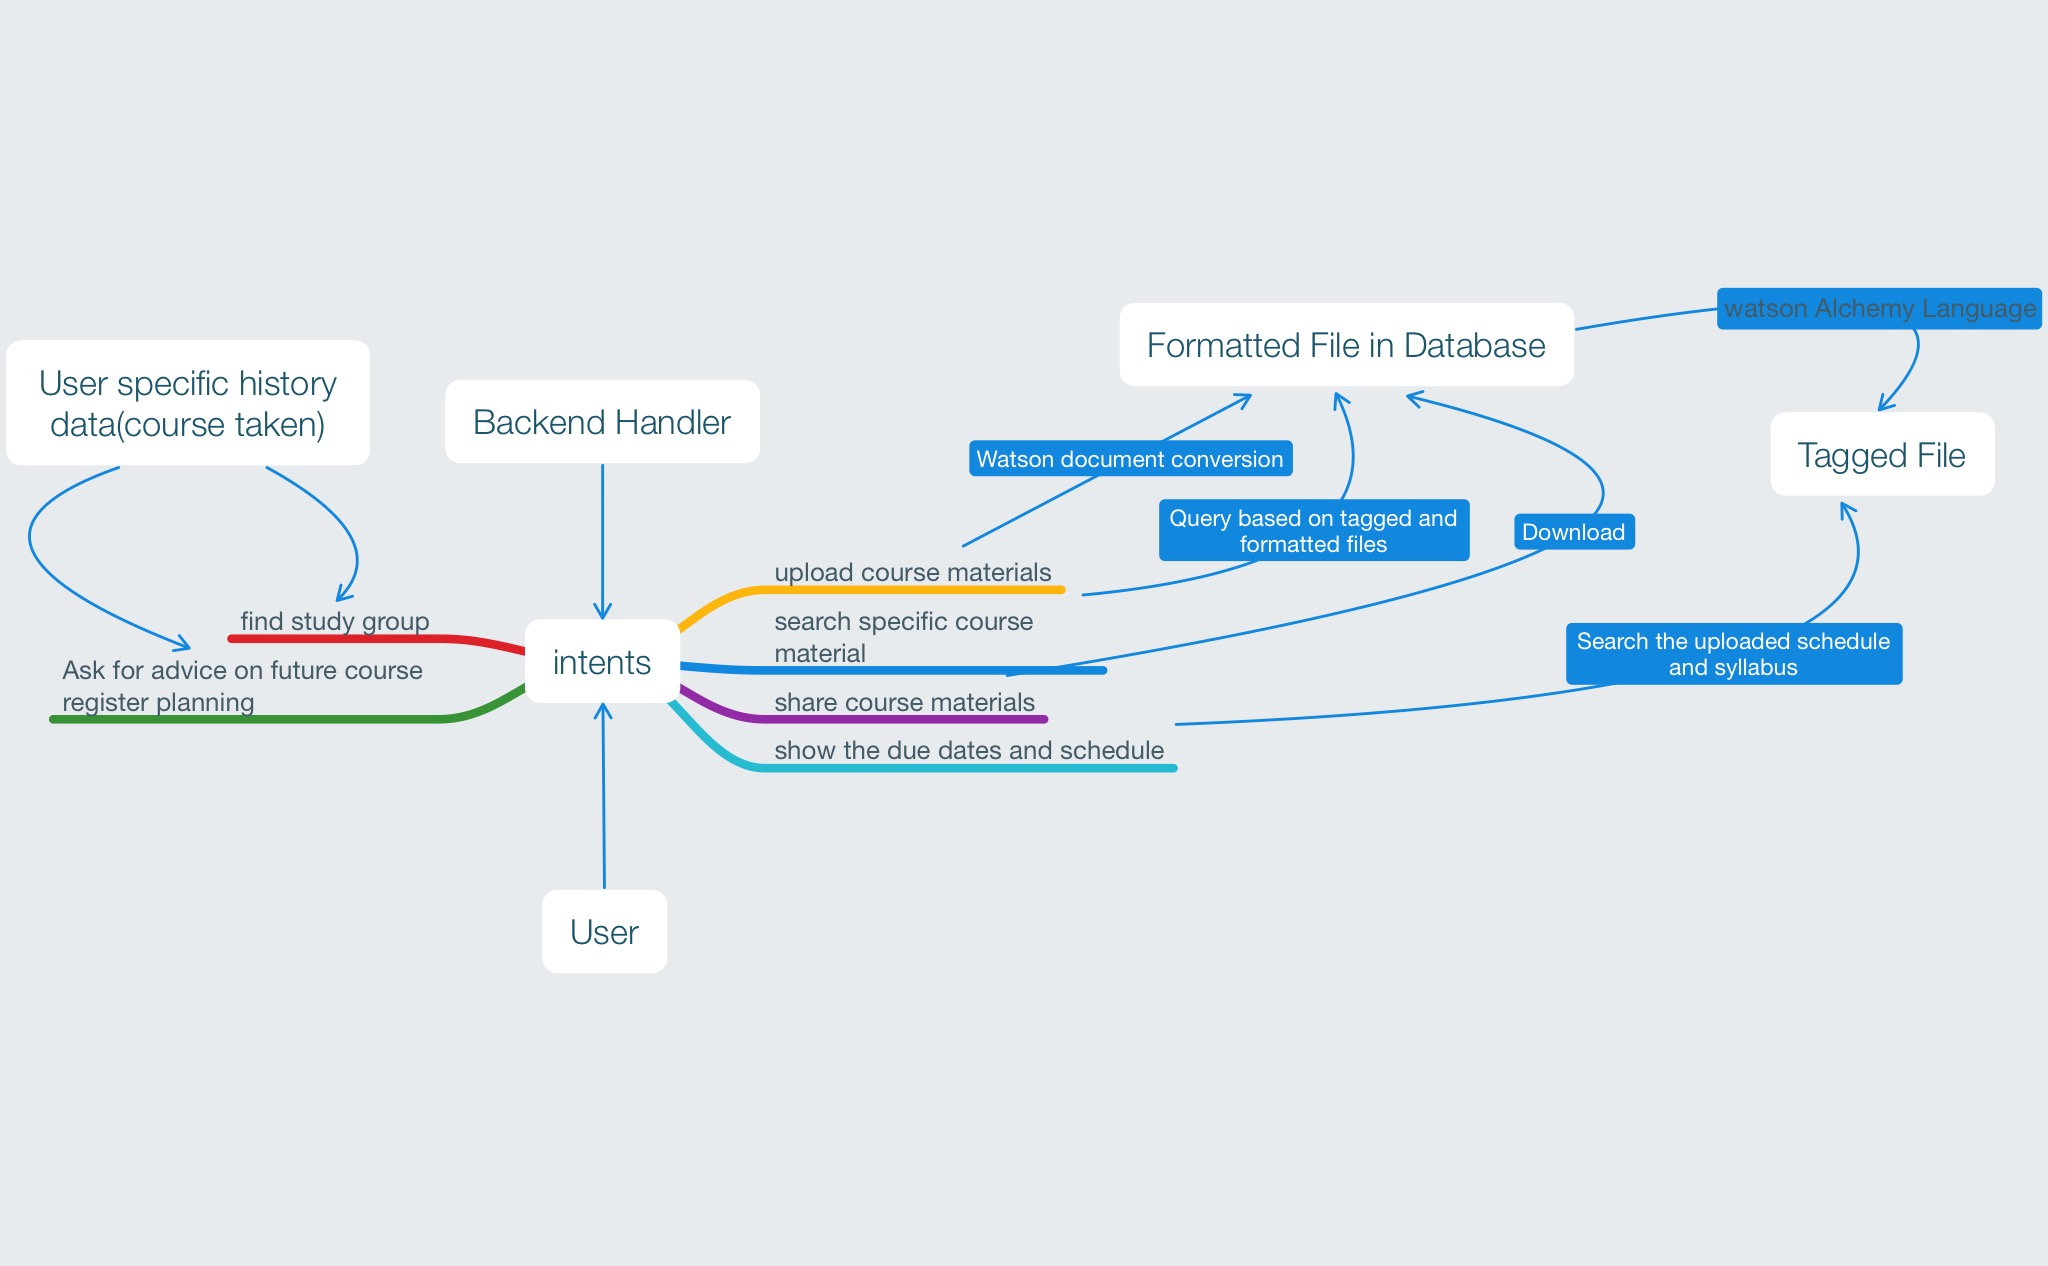 watson Alchemy Language
Formatted File in Database
User specific history
data(course taken)
Backend Handler
Tagged File
Watson document conversion
Query based on tagged and
formatted files
Download
upload course materials
find study group
search specific course
material
Search the uploaded schedule
and syllabus
intents
Ask for advice on future course
register planning
share course materials
show the due dates and schedule
User